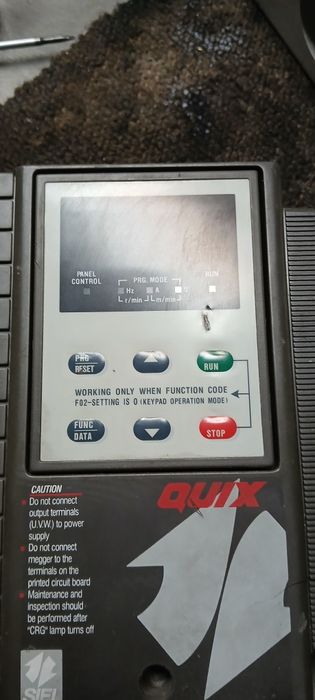 PANEL
CONTROL
PRG. MODE
RUN
Hz A V
r/min m/min
PRG
RESET
RUN
WORKING ONLY WHEN FUNCTION CODE
F02-SETTING IS 0 (KEYPAD OPERATION MODE)
FUNC
DATA
STOP
CAUTION
QUIX
Do not connect
output terminals
(U.V.W.) to power
supply
Do not connect
megger to the
terminals on the
printed circuit board
Maintenance and
inspection should
be performed after
"CRG" lamp turns off
SIEI